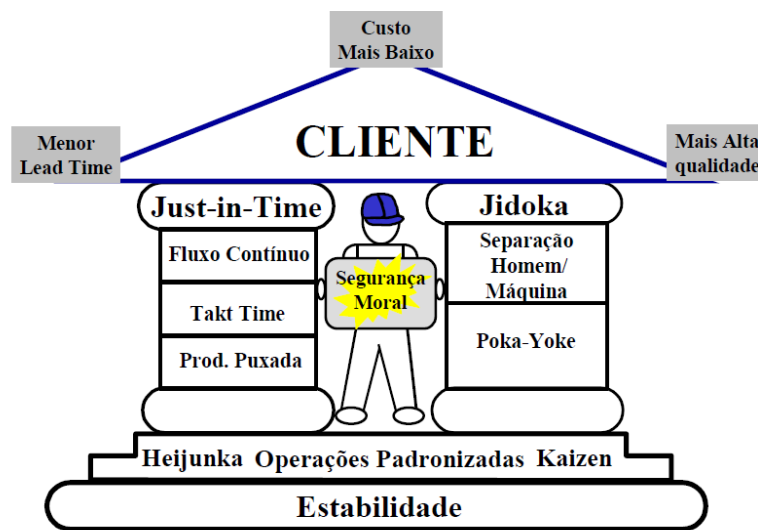 Custo
Mais Baixo
Menor
Lead Time
CLIENTE
Mais Alta
qualidade
Just-in-Time
Jidoka
Fluxo Contínuo
Takt Time
Prod. Puxada
Segurança
Moral
Separação
Homem/
Máquina
Poka-Yoke
Heijunka Operações Padronizadas Kaizen
Estabilidade